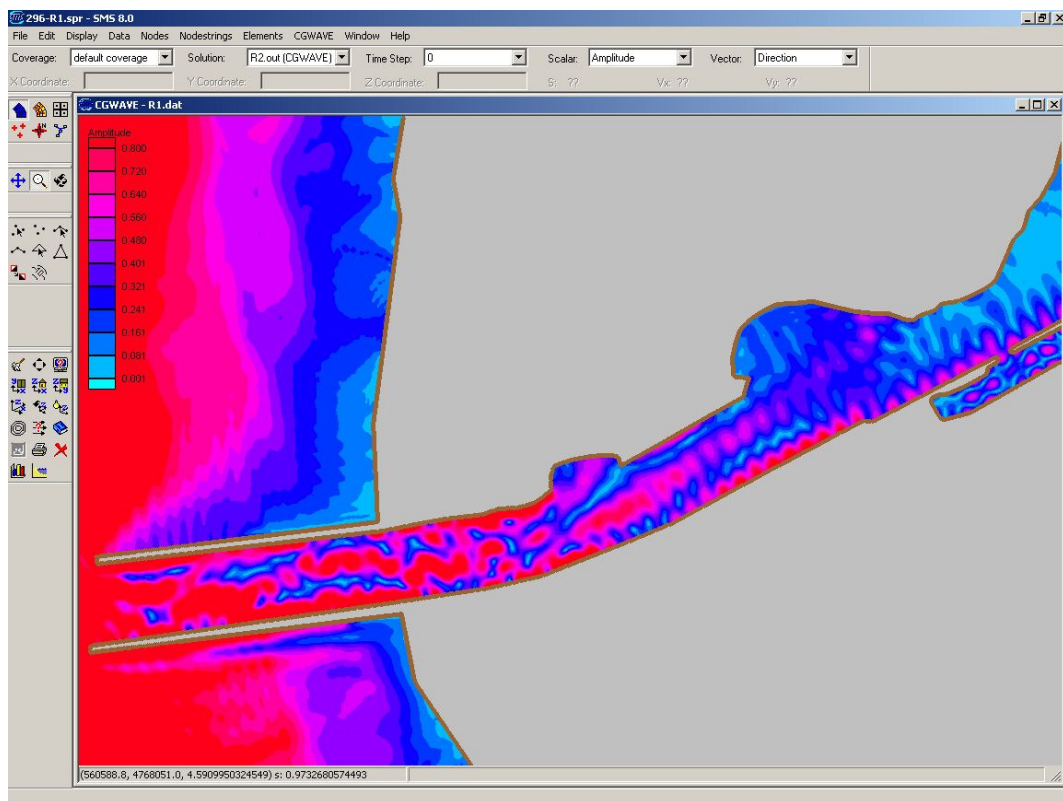 296-R1.spr - SMS 8.0
File Edit Display Data Nodes Nodestrings Elements CGWAVE Window Help
Coverage: default coverage Solution: R2.out (CGWAVE) Time Step: 0 Scalar: Amplitude Vector: Direction
X Coordinate: Y Coordinate: Z Coordinate: S: ?? Vx: ?? Vy: ??
CGWAVE - R1.dat
Amplitude
0.800
0.720
0.640
0.560
0.480
0.401
0.321
0.241
0.161
0.081
0.001
(560588.8, 4768051.0, 4.5909950324549) s: 0.9732680574493